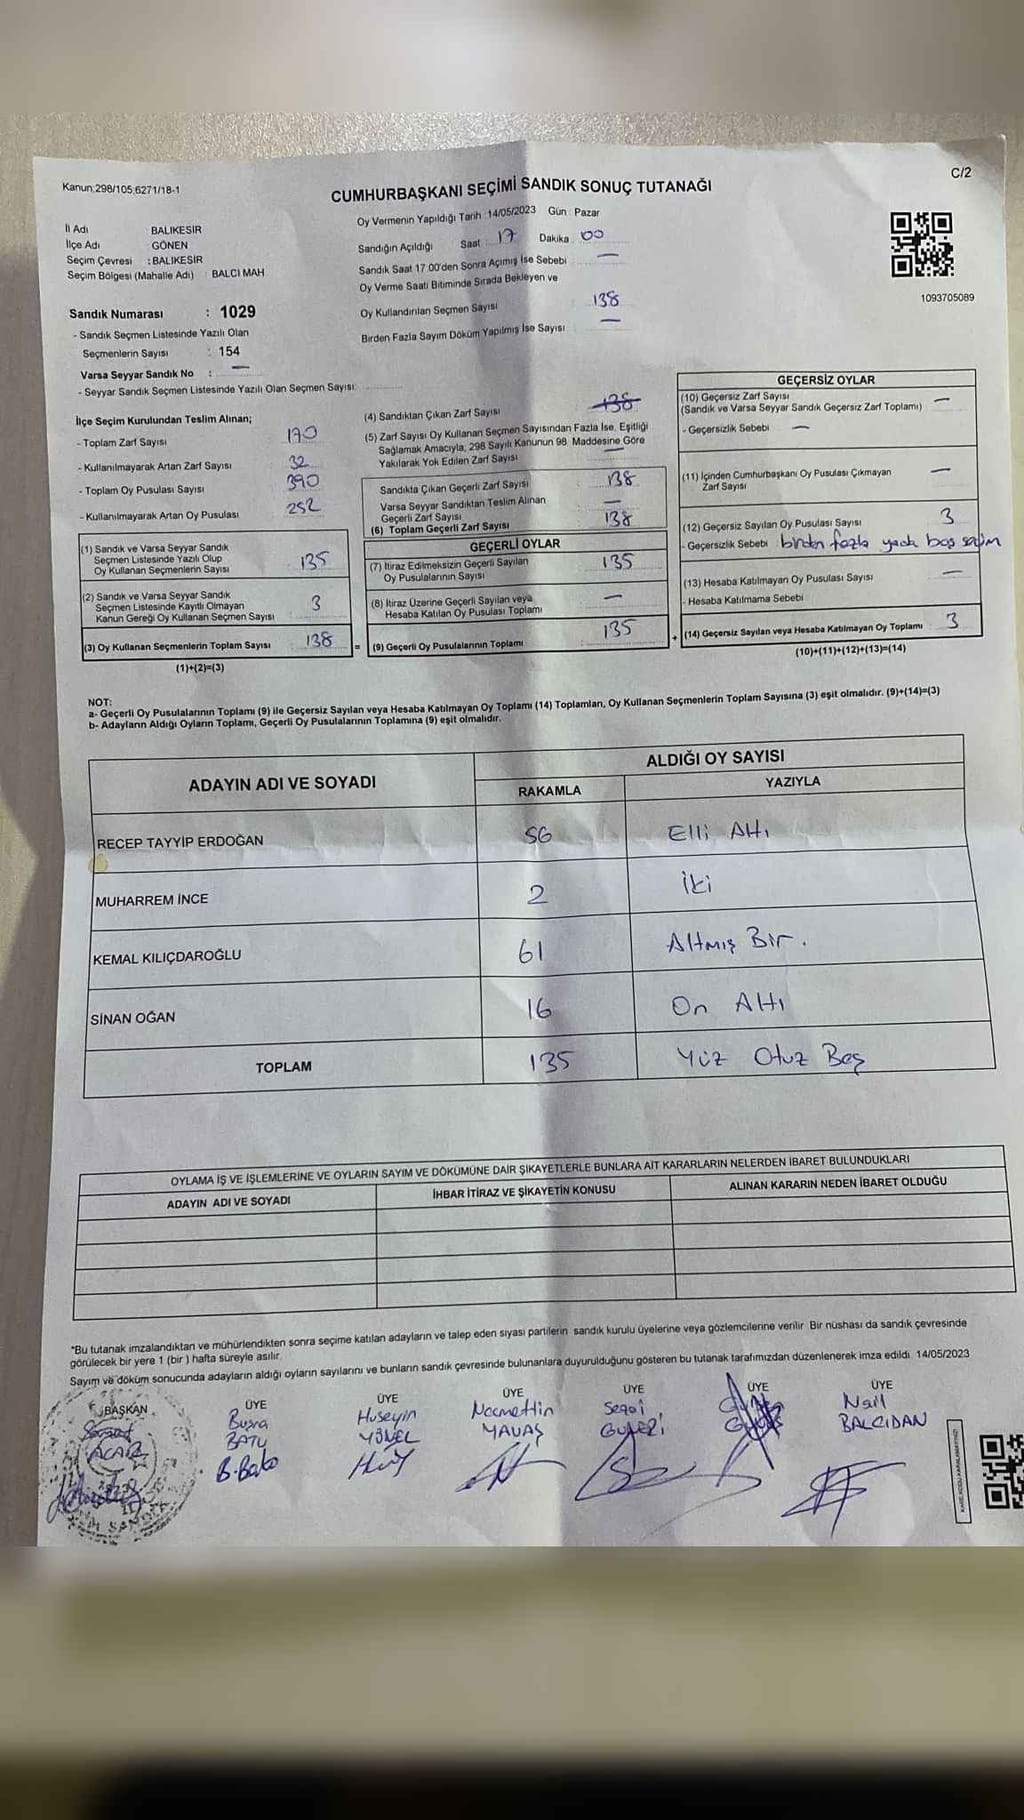 Kanun:298/105,6271/18-1
C/2
CUMHURBAŞKANI SEÇİMİ SANDIK SONUÇ TUTANAĞI
İl Adı BALIKESİR
İlçe Adı GÖNEN
Seçim Çevresi : BALIKESİR
Seçim Bölgesi (Mahalle Adı) : BALCI MAH
Sandık Numarası : 1029
- Sandık Seçmen Listesinde Yazılı Olan
Seçmenlerin Sayısı : 154
Varsa Seyyar Sandık No : —
- Seyyar Sandık Seçmen Listesinde Yazılı Olan Seçmen Sayısı:
Oy Vermenin Yapıldığı Tarih : 14/05/2023 Gün : Pazar
Sandığın Açıldığı Saat 17 Dakika 00
Sandık Saat 17.00'den Sonra Açımış İse Sebebi —
Oy Verme Saati Bitiminde Sırada Bekleyen ve
Oy Kullandırılan Seçmen Sayısı 138
Birden Fazla Sayım Döküm Yapılmış İse Sayısı —
1093705089
İlçe Seçim Kurulundan Teslim Alınan;
- Toplam Zarf Sayısı 170
- Kullanılmayarak Artan Zarf Sayısı 32
- Toplam Oy Pusulası Sayısı 390
- Kullanılmayarak Artan Oy Pusulası 252
(1) Sandık ve Varsa Seyyar Sandık
Seçmen Listesinde Yazılı Olup
Oy Kullanan Seçmenlerin Sayısı 135
(2) Sandık ve Varsa Seyyar Sandık
Seçmen Listesinde Kayıtlı Olmayan
Kanun Gereği Oy Kullanan Seçmen Sayısı 3
(3) Oy Kullanan Seçmenlerin Toplam Sayısı 138 =
(1)+(2)=(3)
(4) Sandıktan Çıkan Zarf Sayısı 138
(5) Zarf Sayısı Oy Kullanan Seçmen Sayısından Fazla İse, Eşitliği
Sağlamak Amacıyla, 298 Sayılı Kanunun 98. Maddesine Göre
Yakılarak Yok Edilen Zarf Sayısı —
Sandıkta Çıkan Geçerli Zarf Sayısı 138
Varsa Seyyar Sandıktan Teslim Alınan
Geçerli Zarf Sayısı —
(6) Toplam Geçerli Zarf Sayısı 138
GEÇERLİ OYLAR
(7) İtiraz Edilmeksizin Geçerli Sayılan
Oy Pusulalarının Sayısı 135
(8) İtiraz Üzerine Geçerli Sayılan veya
Hesaba Katılan Oy Pusulası Toplamı —
(9) Geçerli Oy Pusulalarının Toplamı 135 +
GEÇERSİZ OYLAR
(10) Geçersiz Zarf Sayısı —
(Sandık ve Varsa Seyyar Sandık Geçersiz Zarf Toplamı)
- Geçersizlik Sebebi —
(11) İçinden Cumhurbaşkanı Oy Pusulası Çıkmayan
Zarf Sayısı —
(12) Geçersiz Sayılan Oy Pusulası Sayısı 3
- Geçersizlik Sebebi birden fazla yada boş seçim
(13) Hesaba Katılmayan Oy Pusulası Sayısı —
- Hesaba Katılmama Sebebi
(14) Geçersiz Sayılan veya Hesaba Katılmayan Oy Toplamı 3
(10)+(11)+(12)+(13)=(14)
NOT:
a- Geçerli Oy Pusulalarının Toplamı (9) ile Geçersiz Sayılan veya Hesaba Katılmayan Oy Toplamı (14) Toplamları, Oy Kullanan Seçmenlerin Toplam Sayısına (3) eşit olmalıdır. (9)+(14)=(3)
b- Adayların Aldığı Oyların Toplamı, Geçerli Oy Pusulalarının Toplamına (9) eşit olmalıdır.
ADAYIN ADI VE SOYADI ALDIĞI OY SAYISI
RAKAMLA YAZIYLA
RECEP TAYYİP ERDOĞAN 56 Elli Altı
MUHARREM İNCE 2 İki
KEMAL KILIÇDAROĞLU 61 Altmış Bir.
SİNAN OĞAN 16 On Altı
TOPLAM 135 Yüz Otuz Beş
OYLAMA İŞ VE İŞLEMLERİNE VE OYLARIN SAYIM VE DÖKÜMÜNE DAİR ŞİKAYETLERLE BUNLARA AİT KARARLARIN NELERDEN İBARET BULUNDUKLARI
ADAYIN ADI VE SOYADI İHBAR İTİRAZ VE ŞİKAYETİN KONUSU ALINAN KARARIN NEDEN İBARET OLDUĞU
*Bu tutanak imzalandıktan ve mühürlendikten sonra seçime katılan adayların ve talep eden siyasi partilerin sandık kurulu üyelerine veya gözlemcilerine verilir. Bir nüshası da sandık çevresinde
görülecek bir yere 1 (bir) hafta süreyle asılır.
Sayım ve döküm sonucunda adayların aldığı oyların sayılarını ve bunların sandık çevresinde bulunanlara duyurulduğunu gösteren bu tutanak tarafımızdan düzenlenerek imza edildi. 14/05/2023
BAŞKAN ÜYE ÜYE ÜYE ÜYE ÜYE ÜYE
Büşra Hüseyin Necmettin Nail
BATU YÖNEL YAVAŞ BALCIDAN
B.Batu